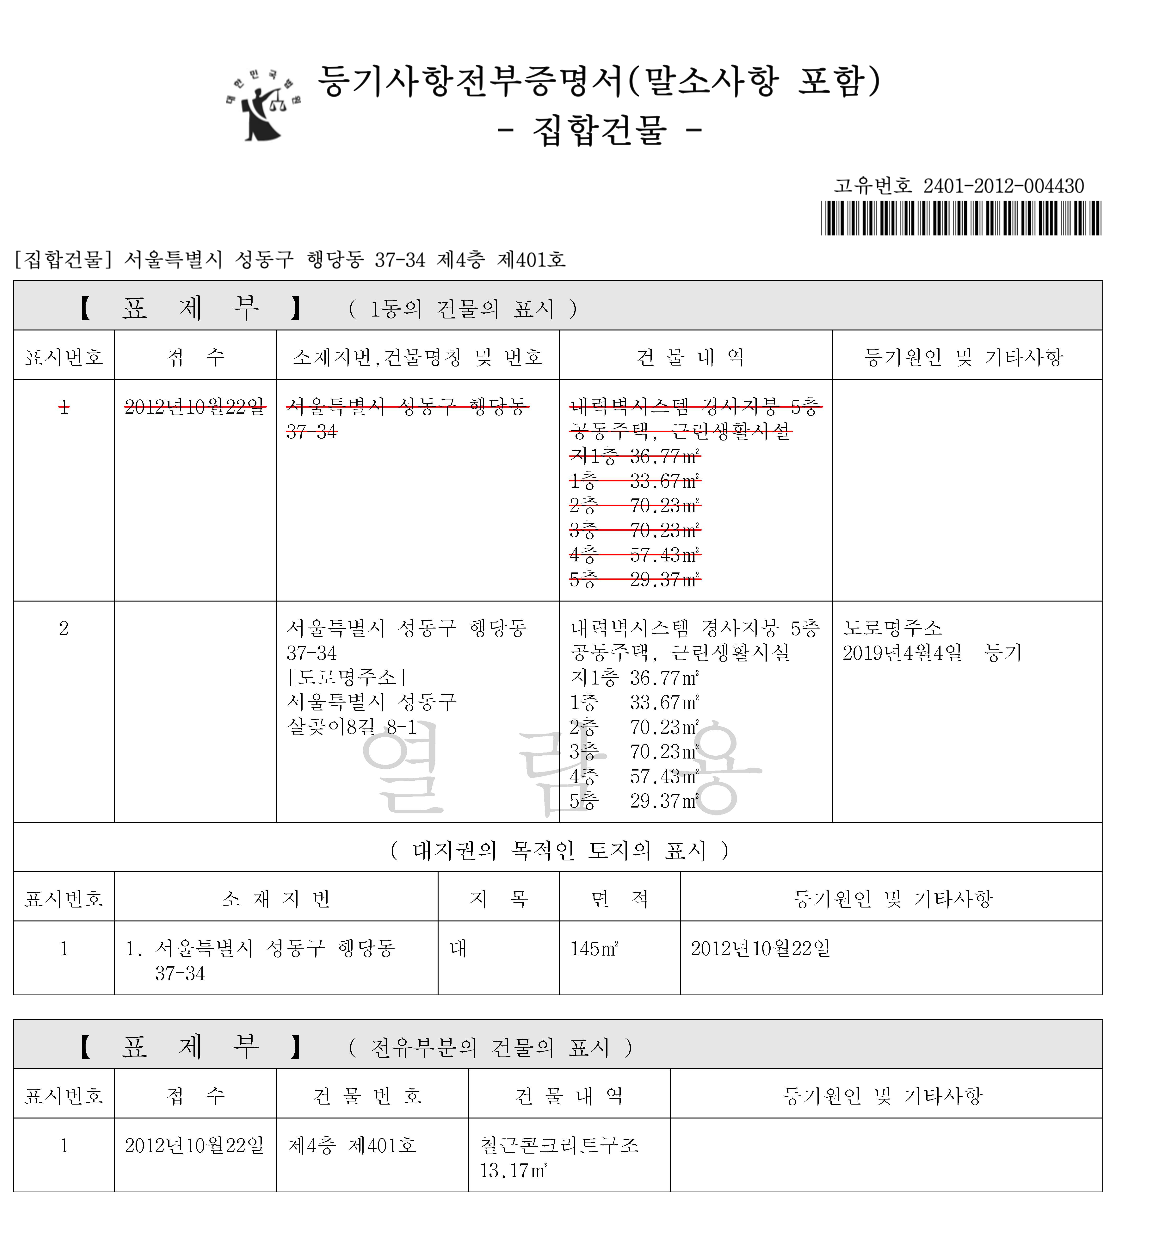 대한민국법원
등기사항전부증명서(말소사항 포함)
- 집합건물 -
고유번호 2401-2012-004430
[집합건물] 서울특별시 성동구 행당동 37-34 제4층 제401호
【 표 제 부 】 ( 1동의 건물의 표시 )
표시번호 접 수 소재지번,건물명칭 및 번호 건 물 내 역 등기원인 및 기타사항
1 2012년10월22일 서울특별시 성동구 행당동 내력벽시스템 경사지붕 5층
37-34 공동주택, 근린생활시설
지1층 36.77㎡
1층 33.67㎡
2층 70.23㎡
3층 70.23㎡
4층 57.43㎡
5층 29.37㎡
2 서울특별시 성동구 행당동 내력벽시스템 경사지붕 5층 도로명주소
37-34 공동주택, 근린생활시설 2019년4월4일 등기
[도로명주소] 지1층 36.77㎡
서울특별시 성동구 1층 33.67㎡
살곶이8길 8-1 2층 70.23㎡
3층 70.23㎡
4층 57.43㎡
5층 29.37㎡
열 람 용
( 대지권의 목적인 토지의 표시 )
표시번호 소 재 지 번 지 목 면 적 등기원인 및 기타사항
1 1. 서울특별시 성동구 행당동 대 145㎡ 2012년10월22일
37-34
【 표 제 부 】 ( 전유부분의 건물의 표시 )
표시번호 접 수 건 물 번 호 건 물 내 역 등기원인 및 기타사항
1 2012년10월22일 제4층 제401호 철근콘크리트구조
13.17㎡